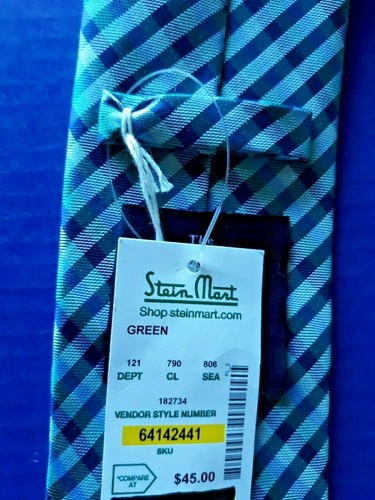 The
Stein Mart
Shop steinmart.com
GREEN
121 790 806
DEPT CL SEA
182734
VENDOR STYLE NUMBER
64142441
SKU
*COMPARE AT $45.00